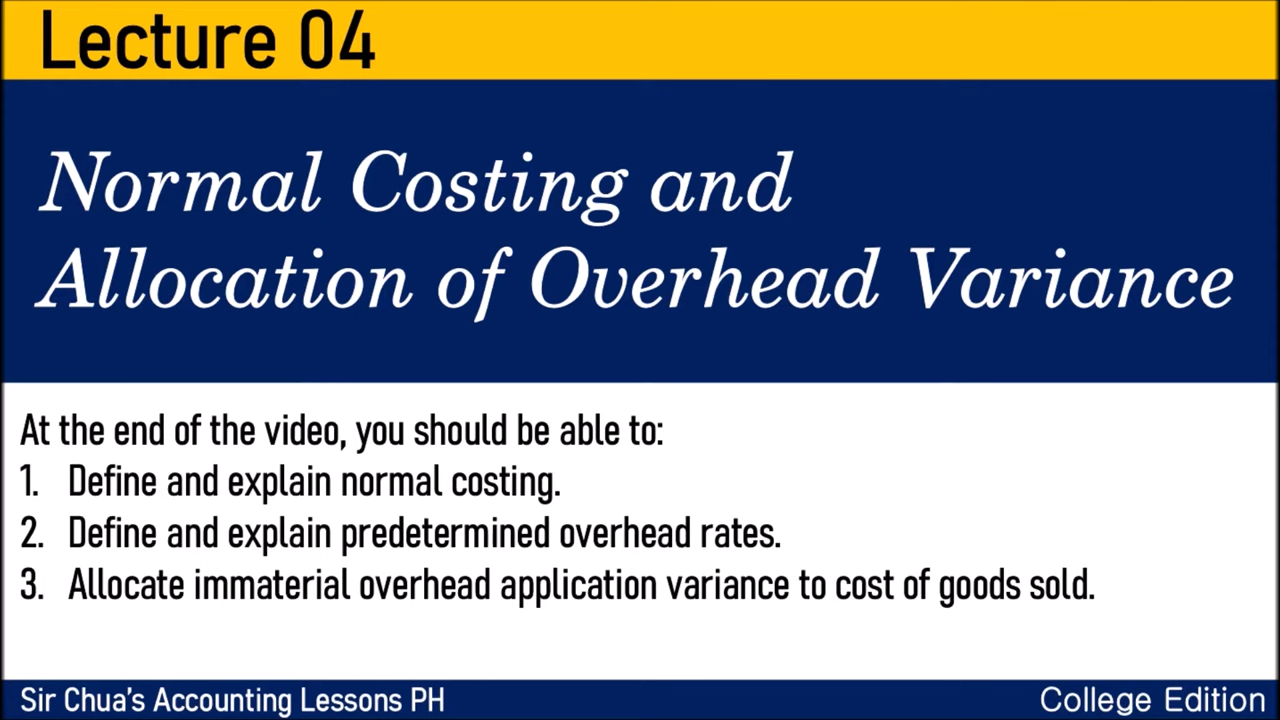 Lecture 04
Normal Costing and
Allocation of Overhead Variance
At the end of the video, you should be able to:
1. Define and explain normal costing.
2. Define and explain predetermined overhead rates.
3. Allocate immaterial overhead application variance to cost of goods sold.
Sir Chua's Accounting Lessons PH
College Edition